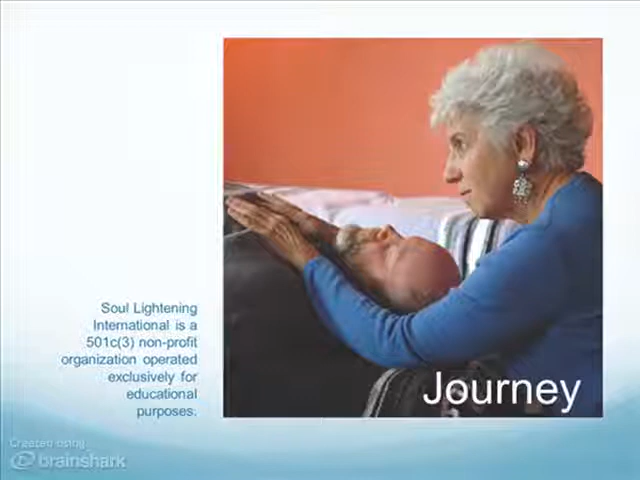 Soul Lightening
International is a
501c(3) non-profit
organization operated
exclusively for
educational
purposes.
Journey
Created using
brainshark